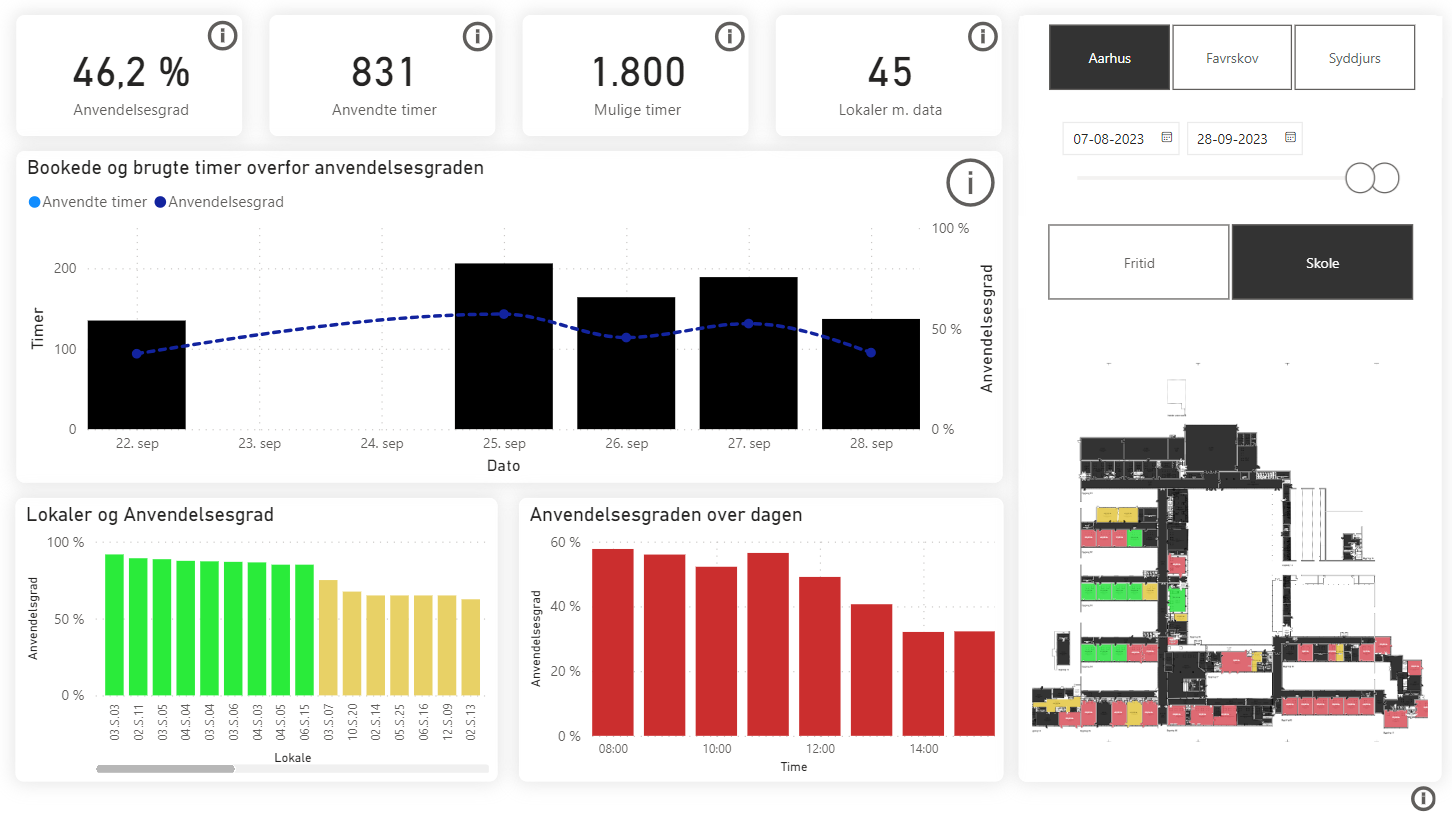 46,2 %
Anvendelsesgrad
831
Anvendte timer
1.800
Mulige timer
45
Lokaler m. data
Aarhus
Favrskov
Syddjurs
07-08-2023
28-09-2023
Fritid
Skole
Bookede og brugte timer overfor anvendelsesgraden
Anvendte timer
Anvendelsesgrad
Timer
200
100
0
100 %
50 %
0 %
Anvendelsesgrad
22. sep
23. sep
24. sep
25. sep
26. sep
27. sep
28. sep
Dato
Lokaler og Anvendelsesgrad
Anvendelsgrad
100 %
50 %
0 %
03.S.03
02.S.11
03.S.05
04.S.04
03.S.04
03.S.06
04.S.03
04.S.05
06.S.15
03.S.07
10.S.20
02.S.14
05.S.25
06.S.16
12.S.09
02.S.13
Lokale
Anvendelsesgraden over dagen
Anvendelsesgrad
60 %
40 %
20 %
0 %
08:00
10:00
12:00
14:00
Time